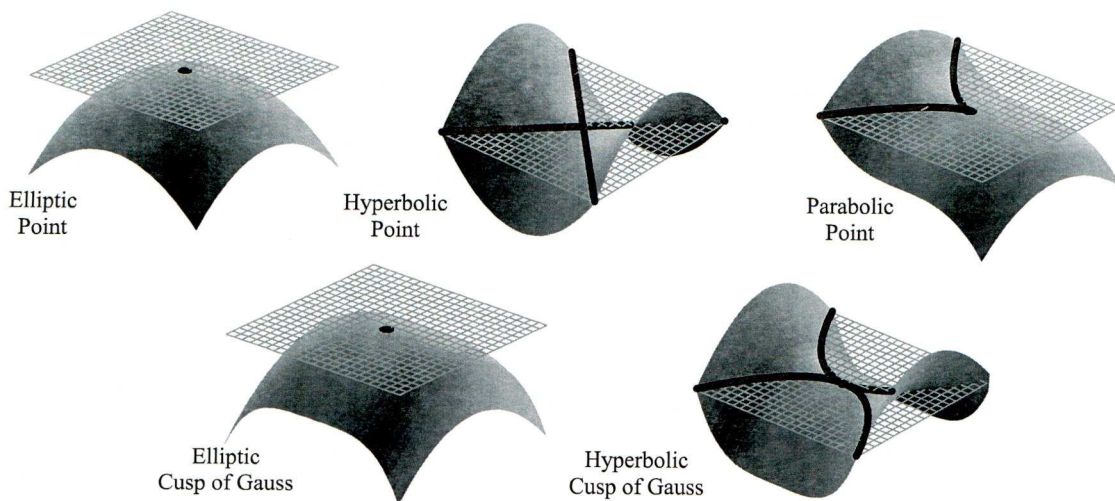 Elliptic
Point
Hyperbolic
Point
Parabolic
Point
Elliptic
Cusp of Gauss
Hyperbolic
Cusp of Gauss